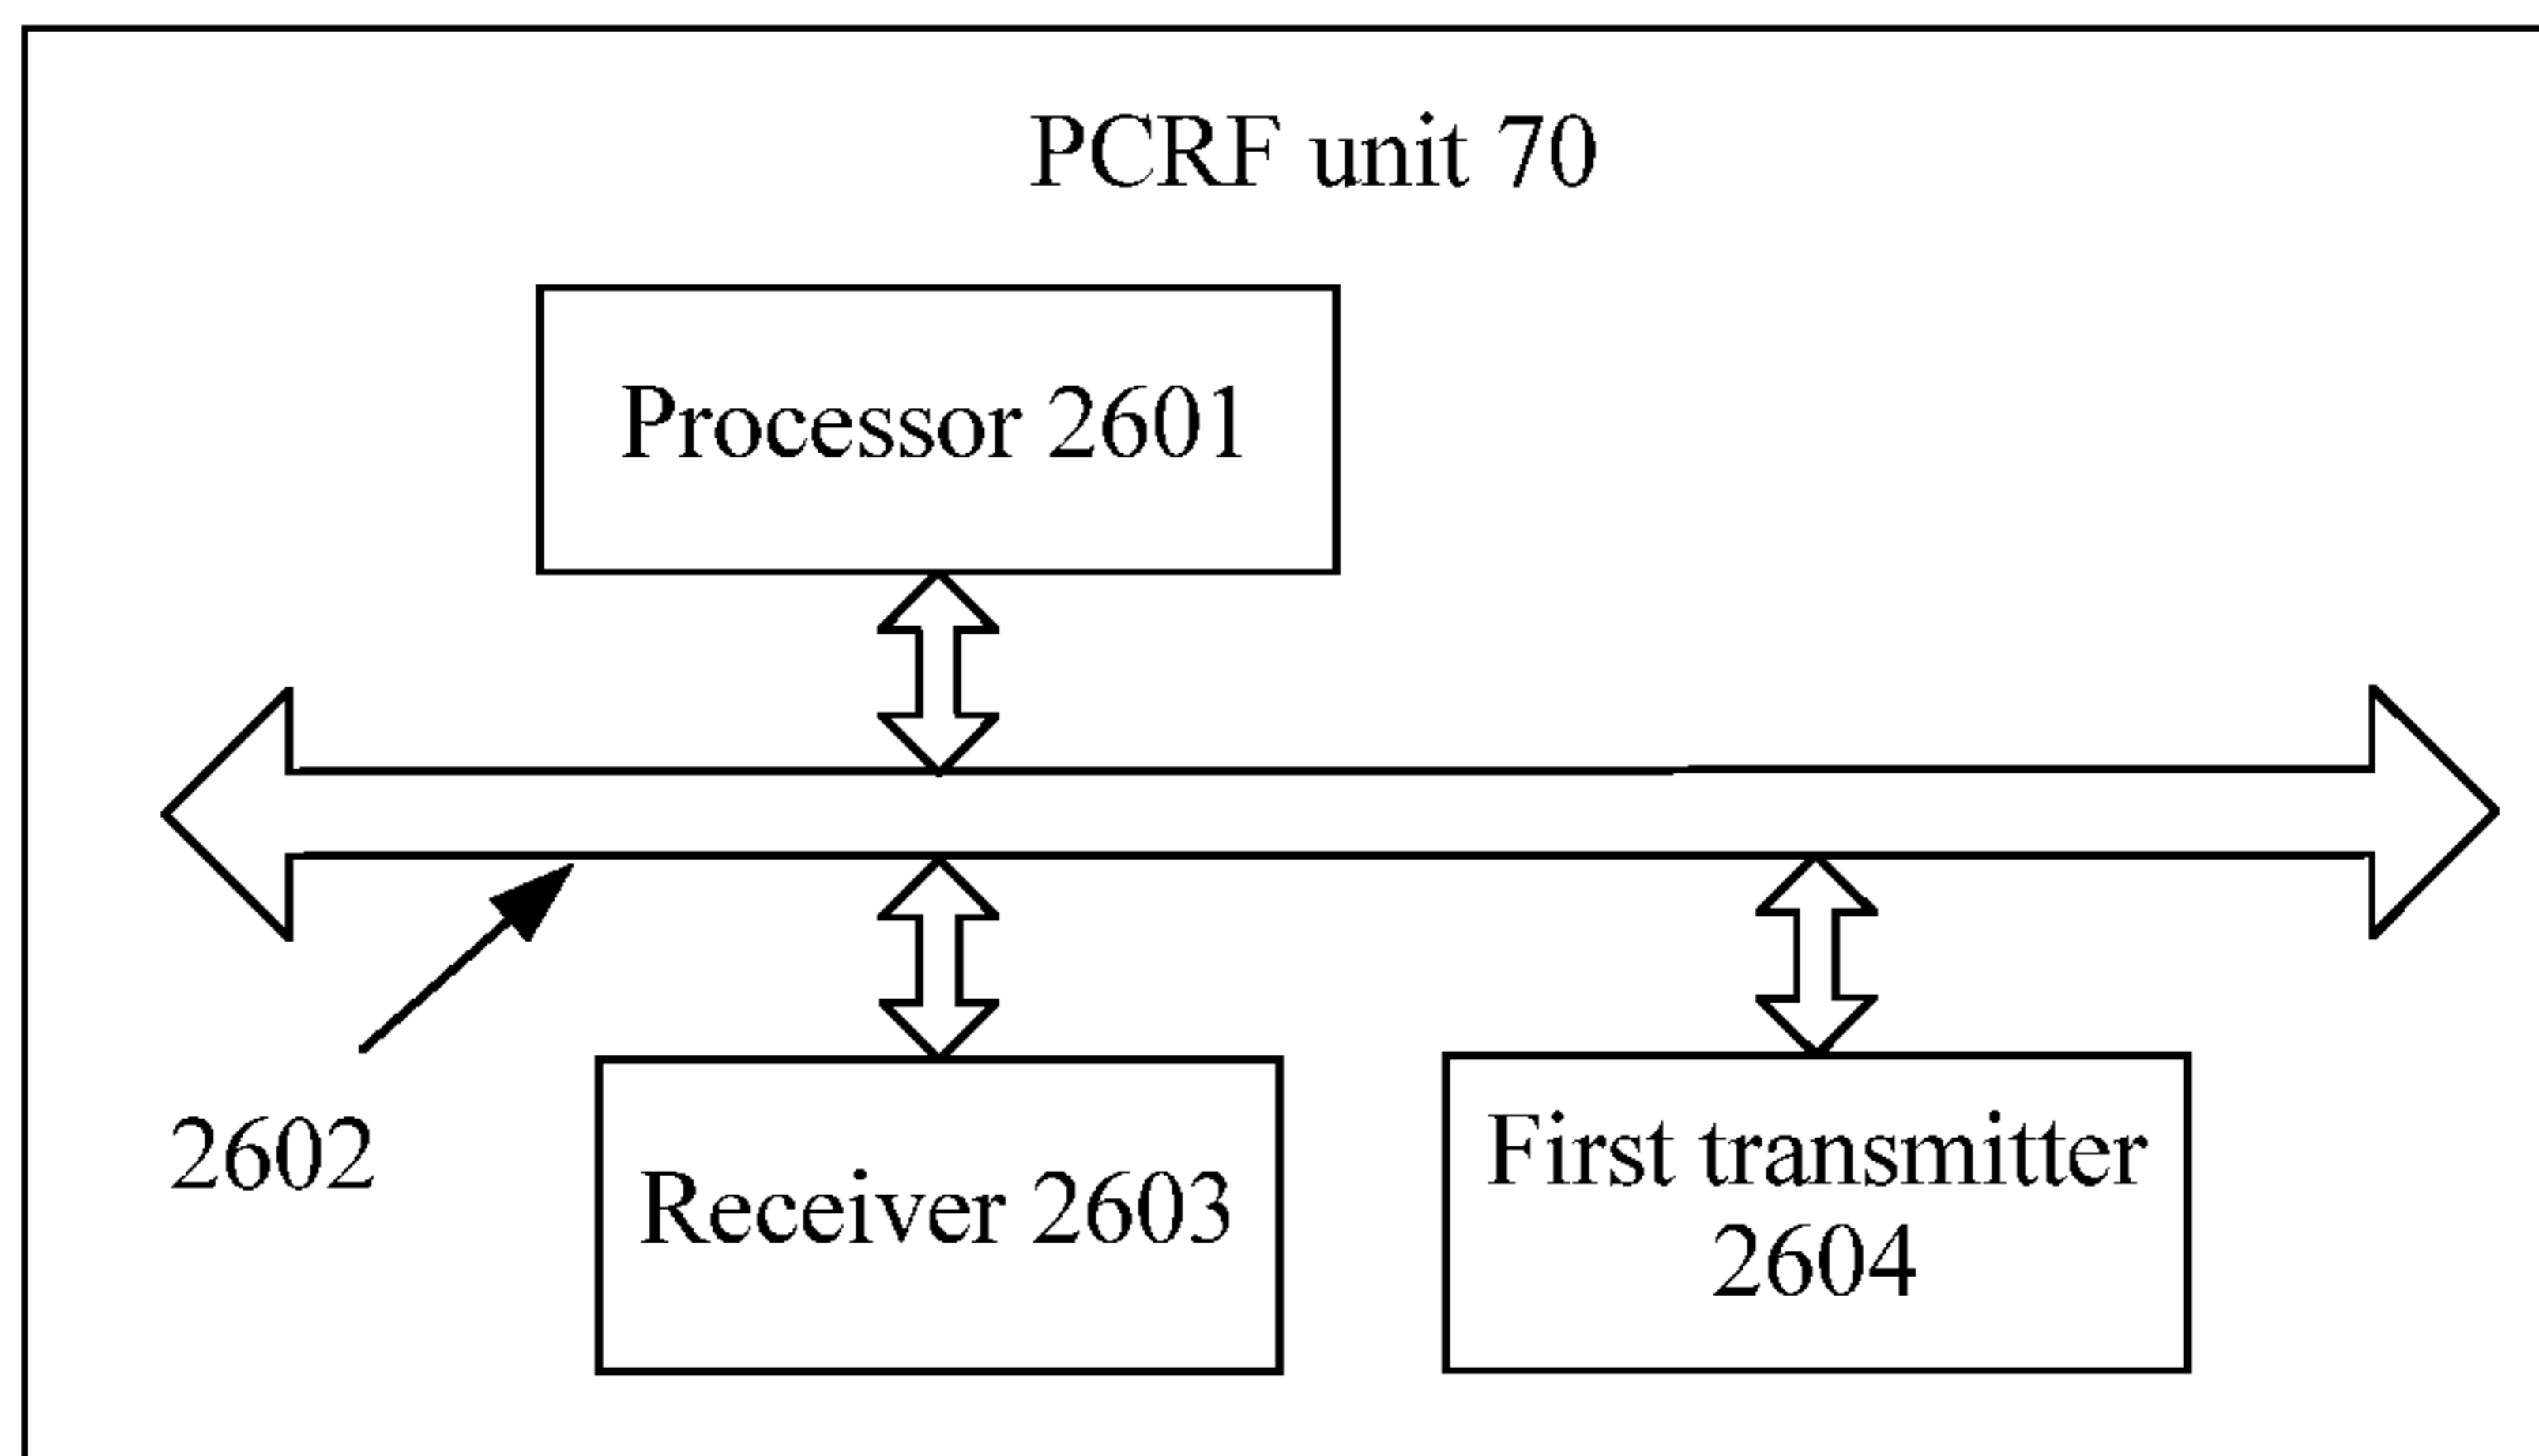 PCRF unit 70
Processor 2601
2602
Receiver 2603
First transmitter
2604